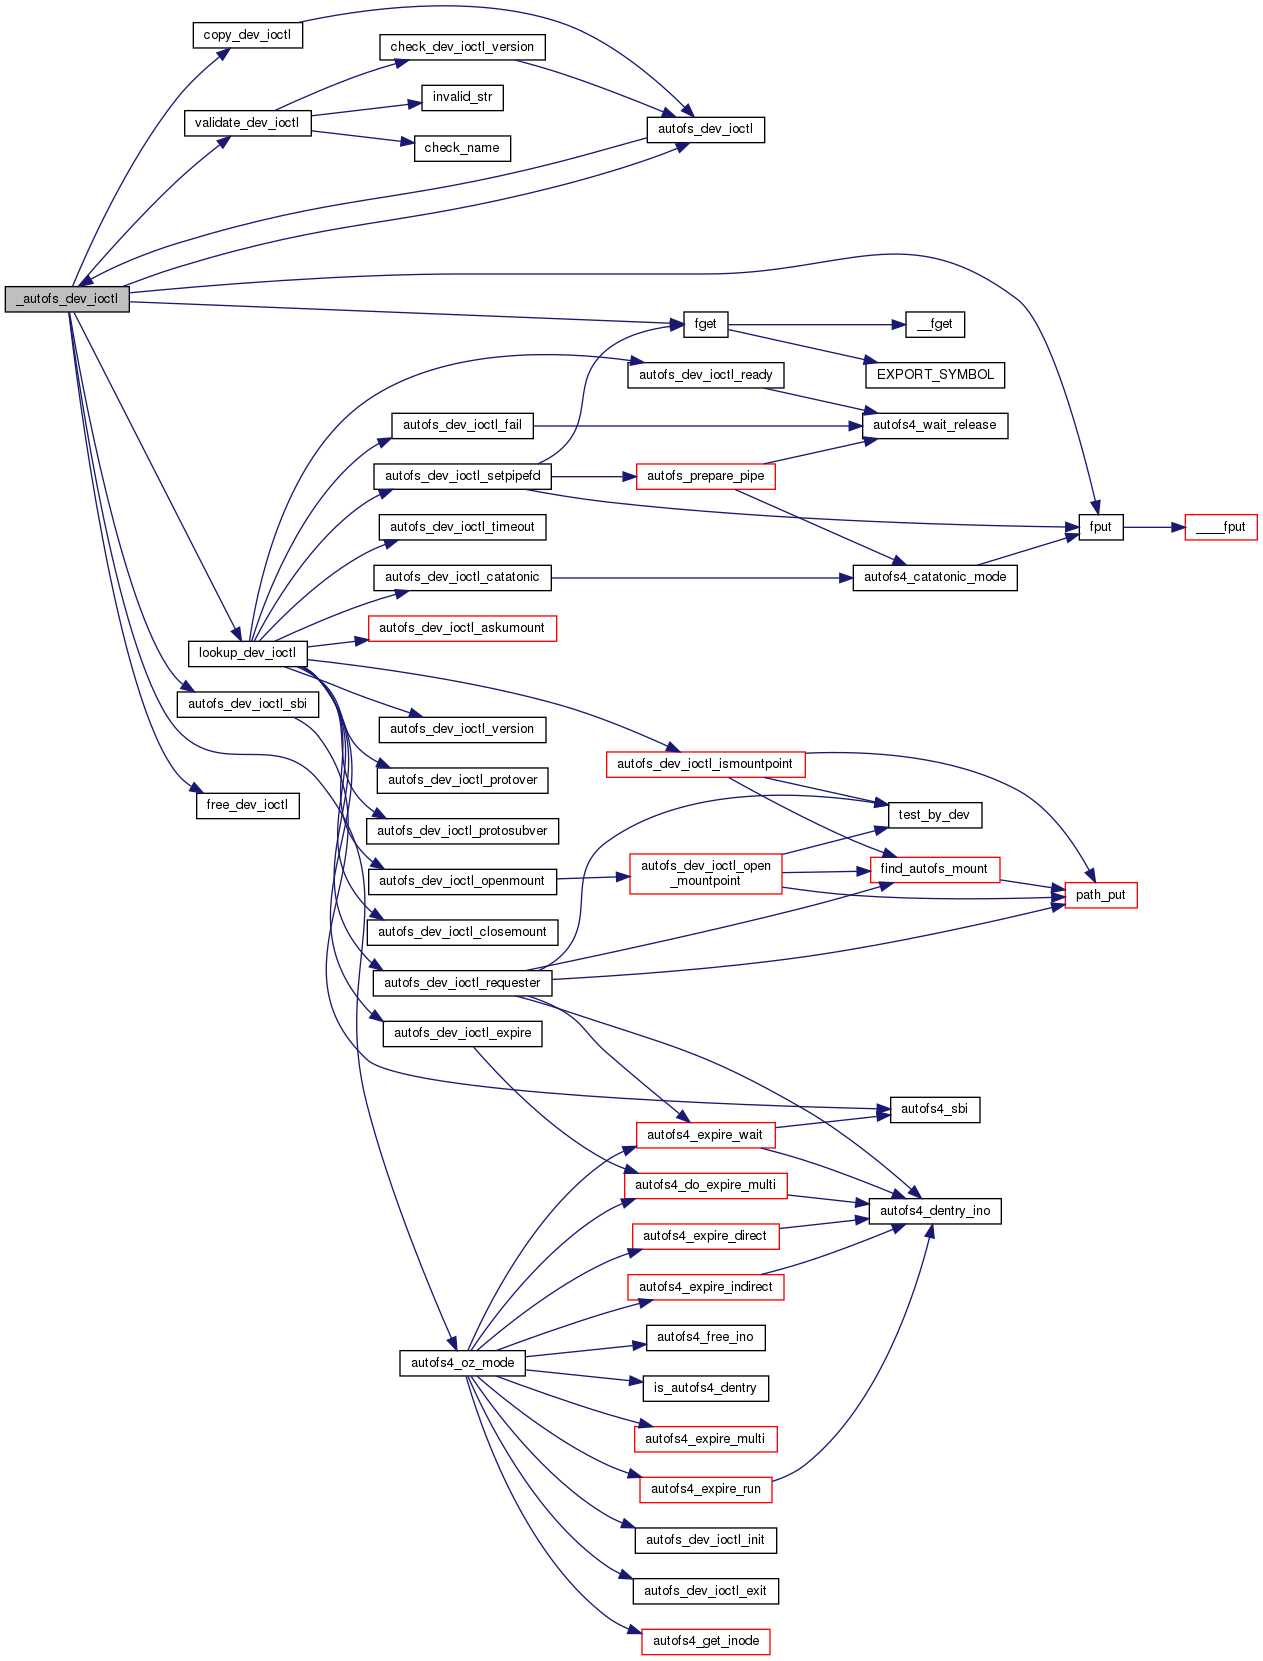 copy_dev_ioctl
check_dev_ioctl_version
invalid_str
validate_dev_ioctl
autofs_dev_ioctl
check_name
_autofs_dev_ioctl
fget
__fget
autofs_dev_ioctl_ready
EXPORT_SYMBOL
autofs_dev_ioctl_fail
autofs4_wait_release
autofs_dev_ioctl_setpipefd
autofs_prepare_pipe
autofs_dev_ioctl_timeout
fput
____fput
autofs_dev_ioctl_catatonic
autofs4_catatonic_mode
autofs_dev_ioctl_askumount
lookup_dev_ioctl
autofs_dev_ioctl_sbi
autofs_dev_ioctl_version
autofs_dev_ioctl_ismountpoint
autofs_dev_ioctl_protover
free_dev_ioctl
test_by_dev
autofs_dev_ioctl_protosubver
autofs_dev_ioctl_open
_mountpoint
find_autofs_mount
autofs_dev_ioctl_openmount
path_put
autofs_dev_ioctl_closemount
autofs_dev_ioctl_requester
autofs_dev_ioctl_expire
autofs4_sbi
autofs4_expire_wait
autofs4_do_expire_multi
autofs4_dentry_ino
autofs4_expire_direct
autofs4_expire_indirect
autofs4_free_ino
autofs4_oz_mode
is_autofs4_dentry
autofs4_expire_multi
autofs4_expire_run
autofs_dev_ioctl_init
autofs_dev_ioctl_exit
autofs4_get_inode